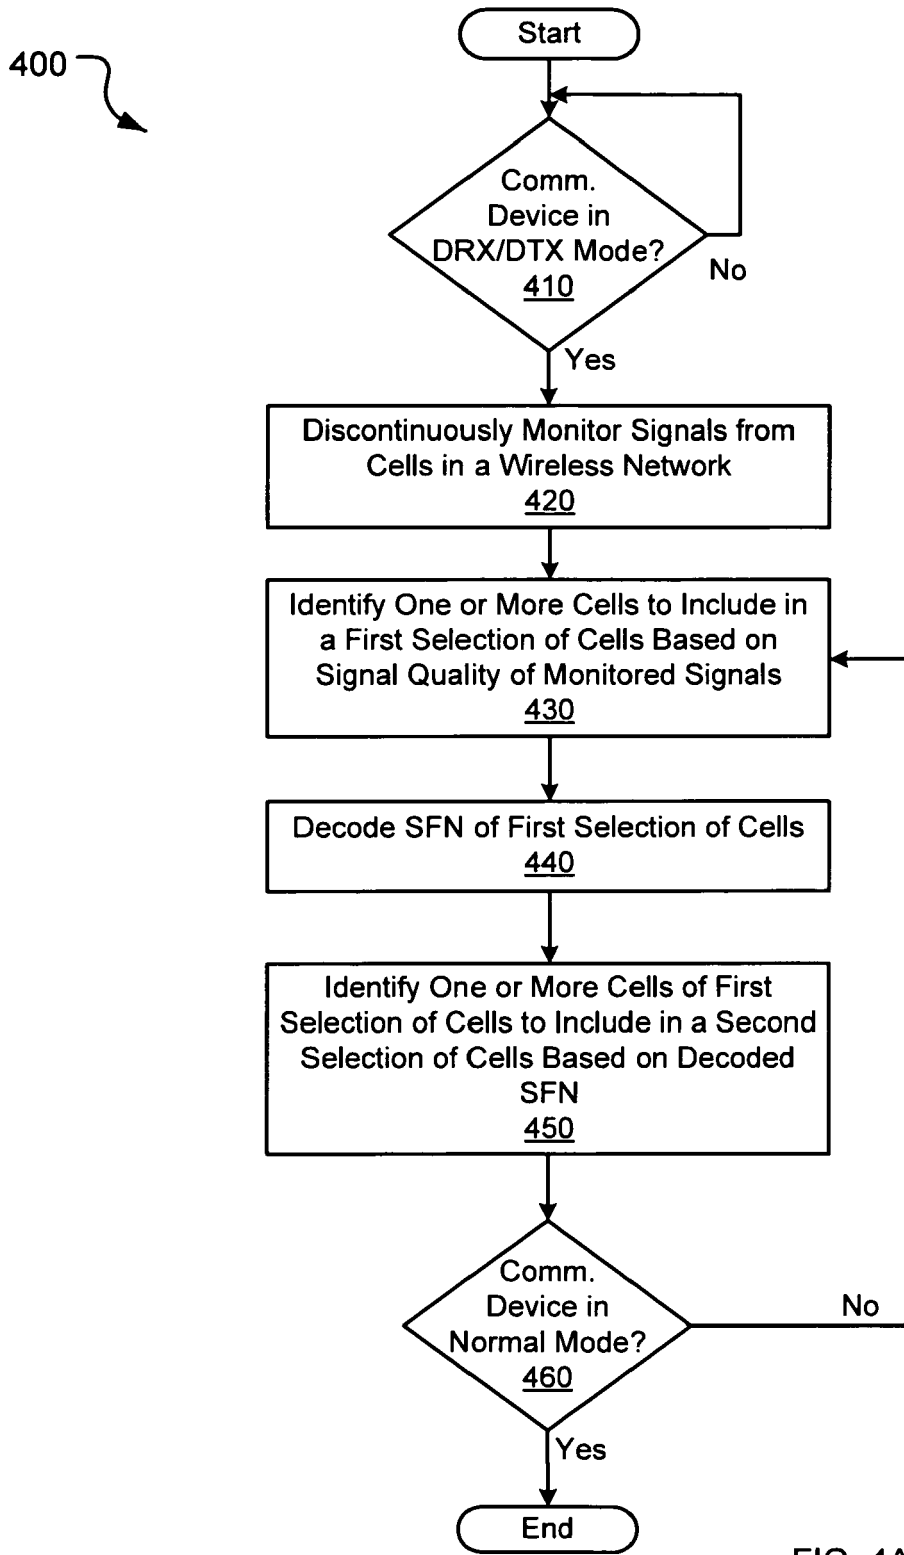 400
Start
Comm.
Device in
DRX/DTX Mode?
410
No
Yes
Discontinuously Monitor Signals from
Cells in a Wireless Network
420
Identify One or More Cells to Include in
a First Selection of Cells Based on
Signal Quality of Monitored Signals
430
Decode SFN of First Selection of Cells
440
Identify One or More Cells of First
Selection of Cells to Include in a Second
Selection of Cells Based on Decoded
SFN
450
Comm.
Device in
Normal Mode?
460
No
Yes
End
FIG. 4A